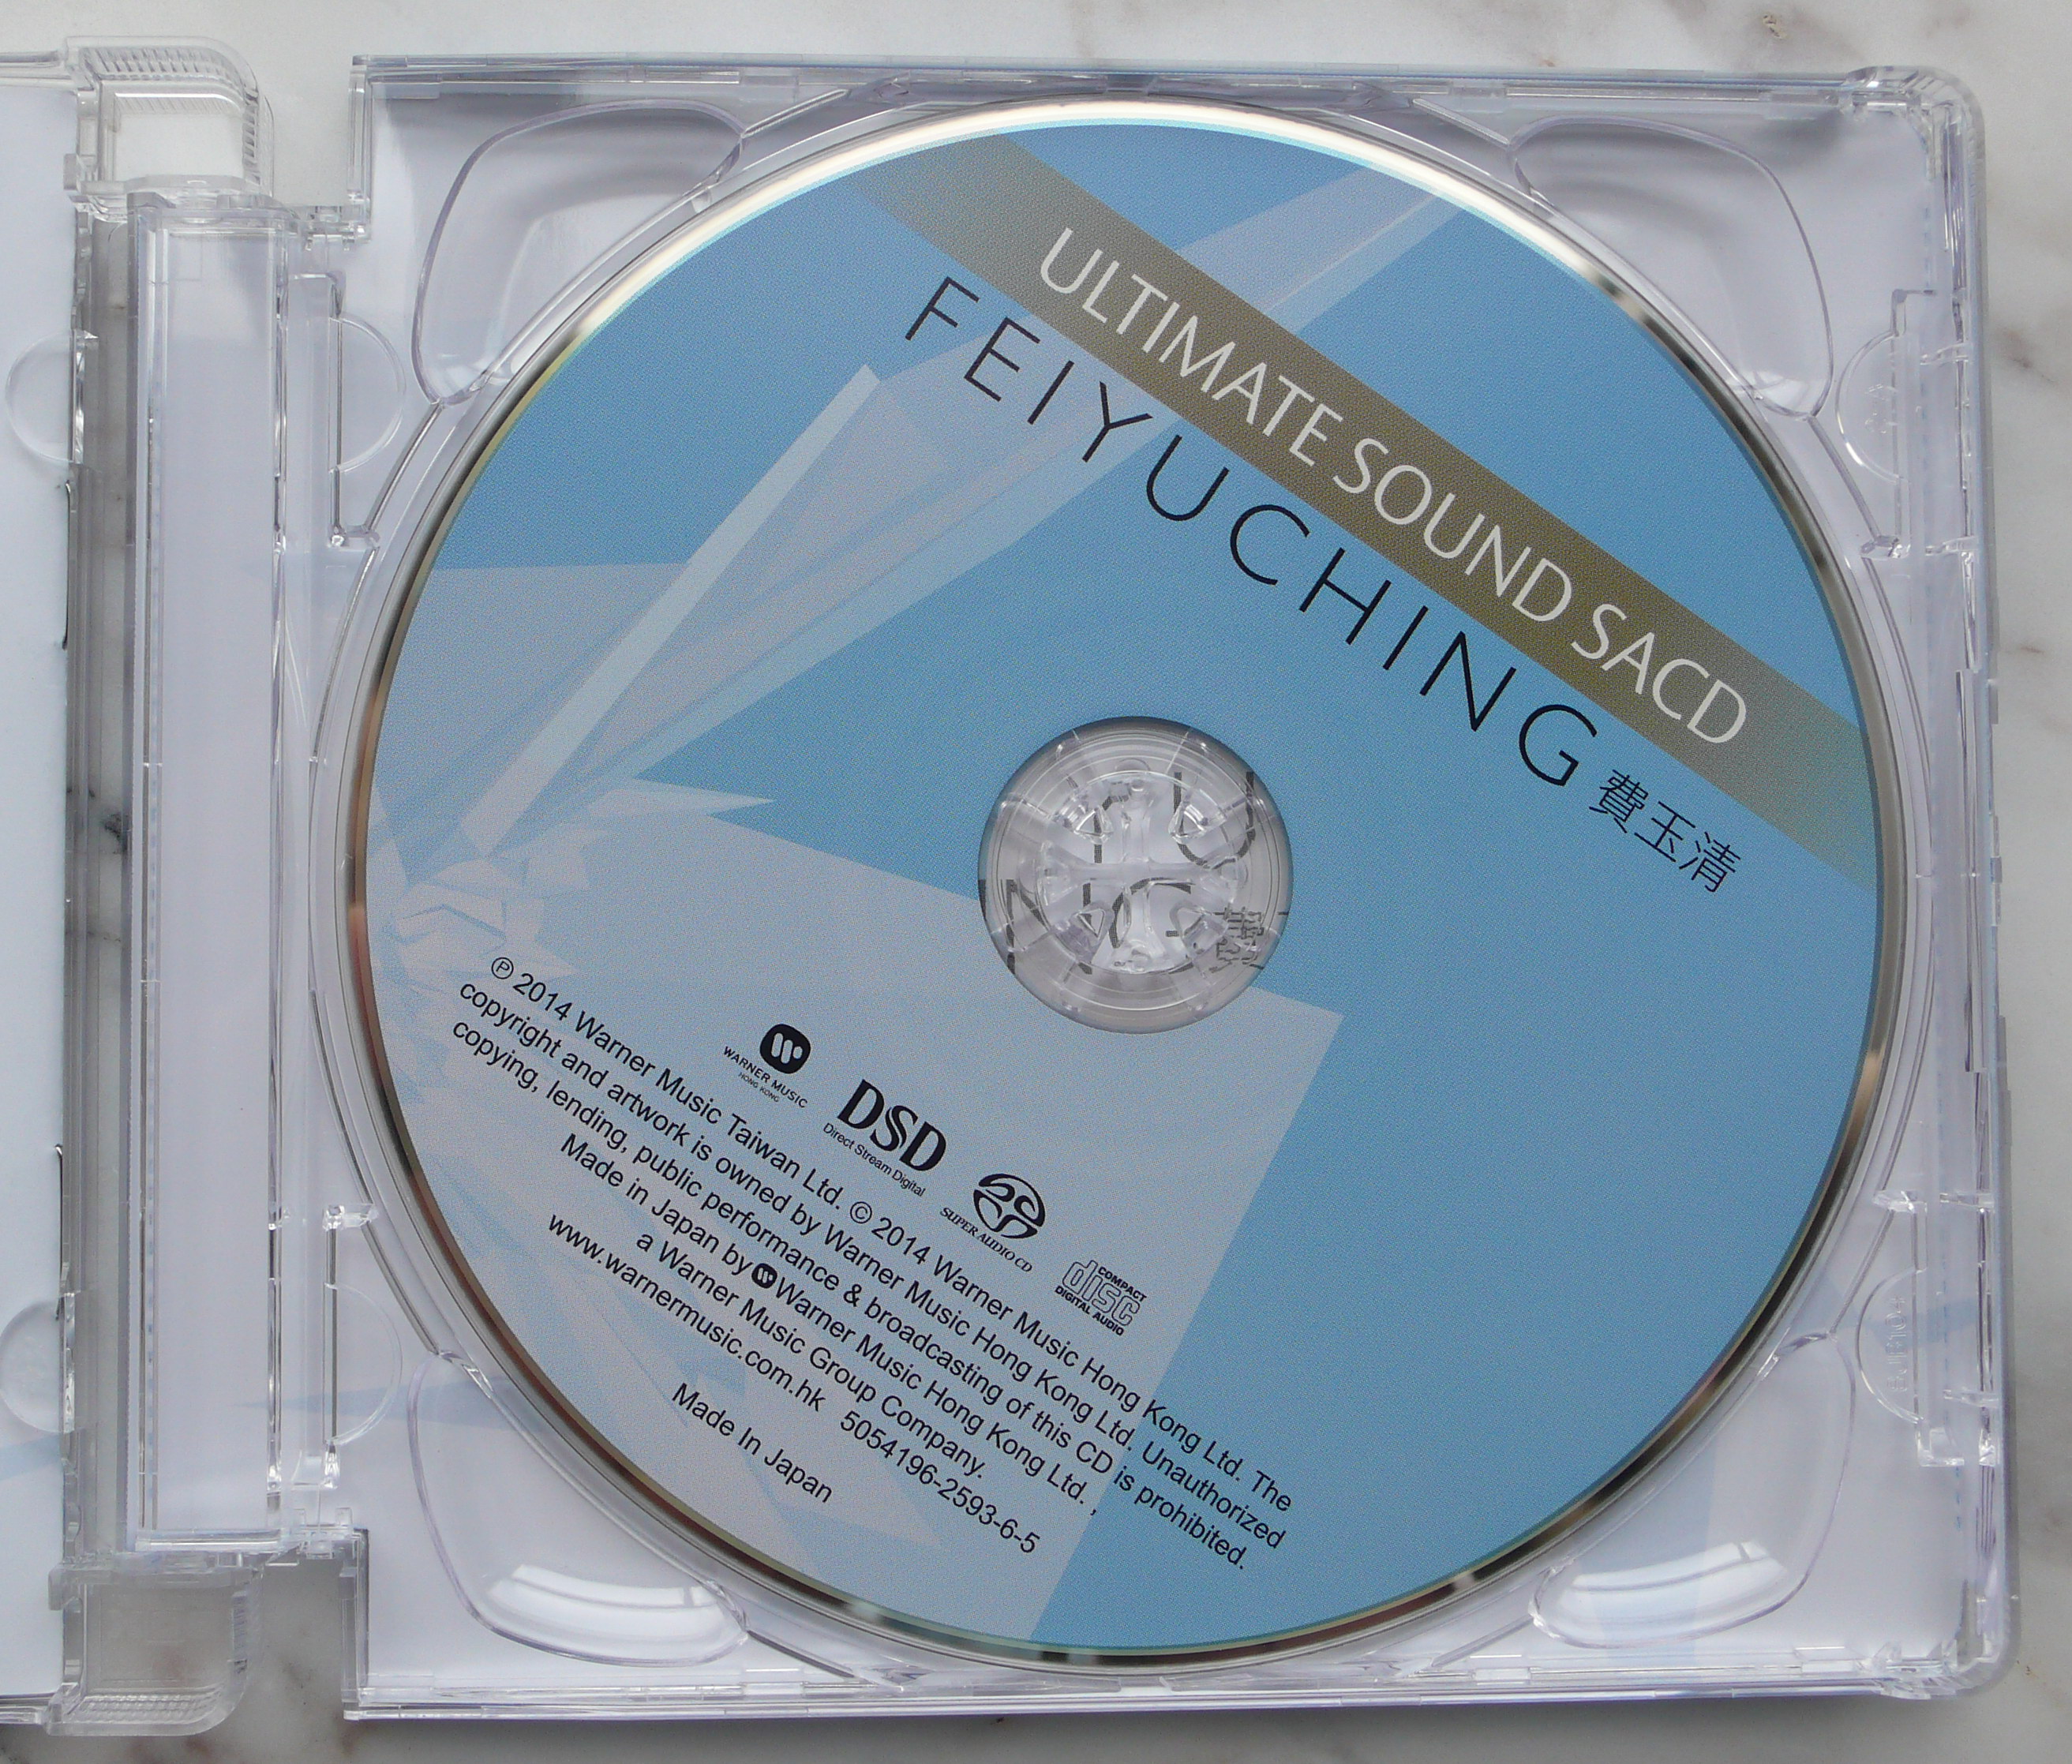 ULTIMATE SOUND SACD
FEIYUCHING 費玉清
WARNER MUSIC
HONG KONG
DSD
Direct Stream Digital
SUPER AUDIO CD
COMPACT
disc
DIGITAL AUDIO
℗ 2014 Warner Music Taiwan Ltd. © 2014 Warner Music Hong Kong Ltd. The
copyright and artwork is owned by Warner Music Hong Kong Ltd. Unauthorized
copying, lending, public performance & broadcasting of this CD is prohibited.
Made in Japan by Warner Music Hong Kong Ltd. ,
a Warner Music Group Company.
www.warnermusic.com.hk 5054196-2593-6-5
Made In Japan